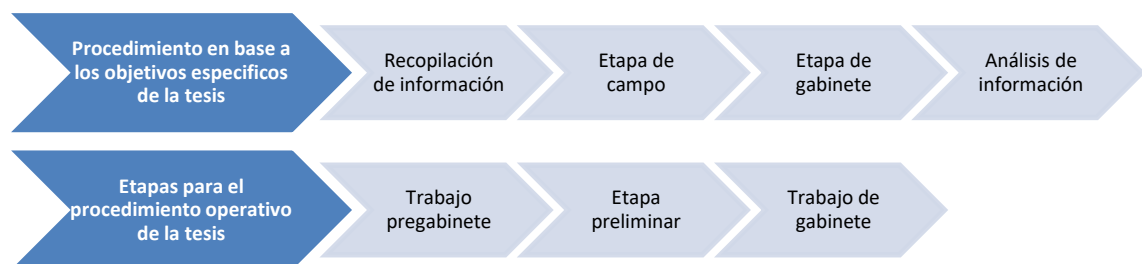 Procedimiento en base a
los objetivos especificos
de la tesis
Recopilación
de información
Etapa de
campo
Etapa de
gabinete
Análisis de
información
Etapas para el
procedimiento operativo
de la tesis
Trabajo
pregabinete
Etapa
preliminar
Trabajo de
gabinete